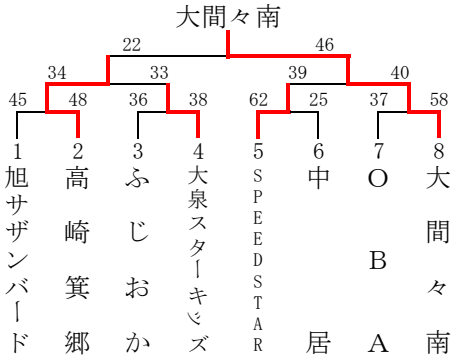 大間々南
22 46
34 33 39 40
45 48 36 38 62 25 37 58
1 2 3 4 5 6 7 8
旭サザンバード
高崎箕郷
ふじおか
大泉スターキッズ
SPEEDSTAR
中居
OBA
大間々南